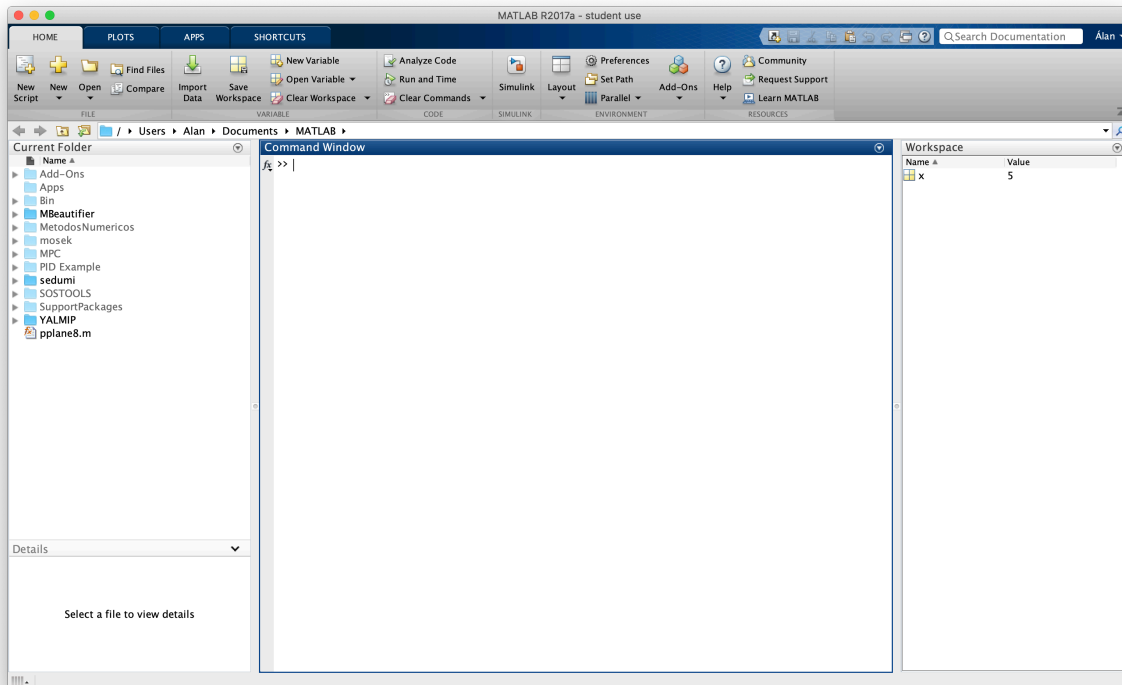 MATLAB R2017a - student use
HOME PLOTS APPS SHORTCUTS Search Documentation Álan
New Script
New
Open
Find Files
Compare
Import Data
Save Workspace
New Variable
Open Variable
Clear Workspace
Analyze Code
Run and Time
Clear Commands
Simulink
Layout
Preferences
Set Path
Parallel
Add-Ons
Help
Community
Request Support
Learn MATLAB
FILE VARIABLE CODE SIMULINK ENVIRONMENT RESOURCES
/ Users Alan Documents MATLAB
Current Folder
Name
Add-Ons
Apps
Bin
MBeautifier
MetodosNumericos
mosek
MPC
PID Example
sedumi
SOSTOOLS
SupportPackages
YALMIP
pplane8.m
Details
Select a file to view details
Command Window
fx >>
Workspace
Name Value
x 5